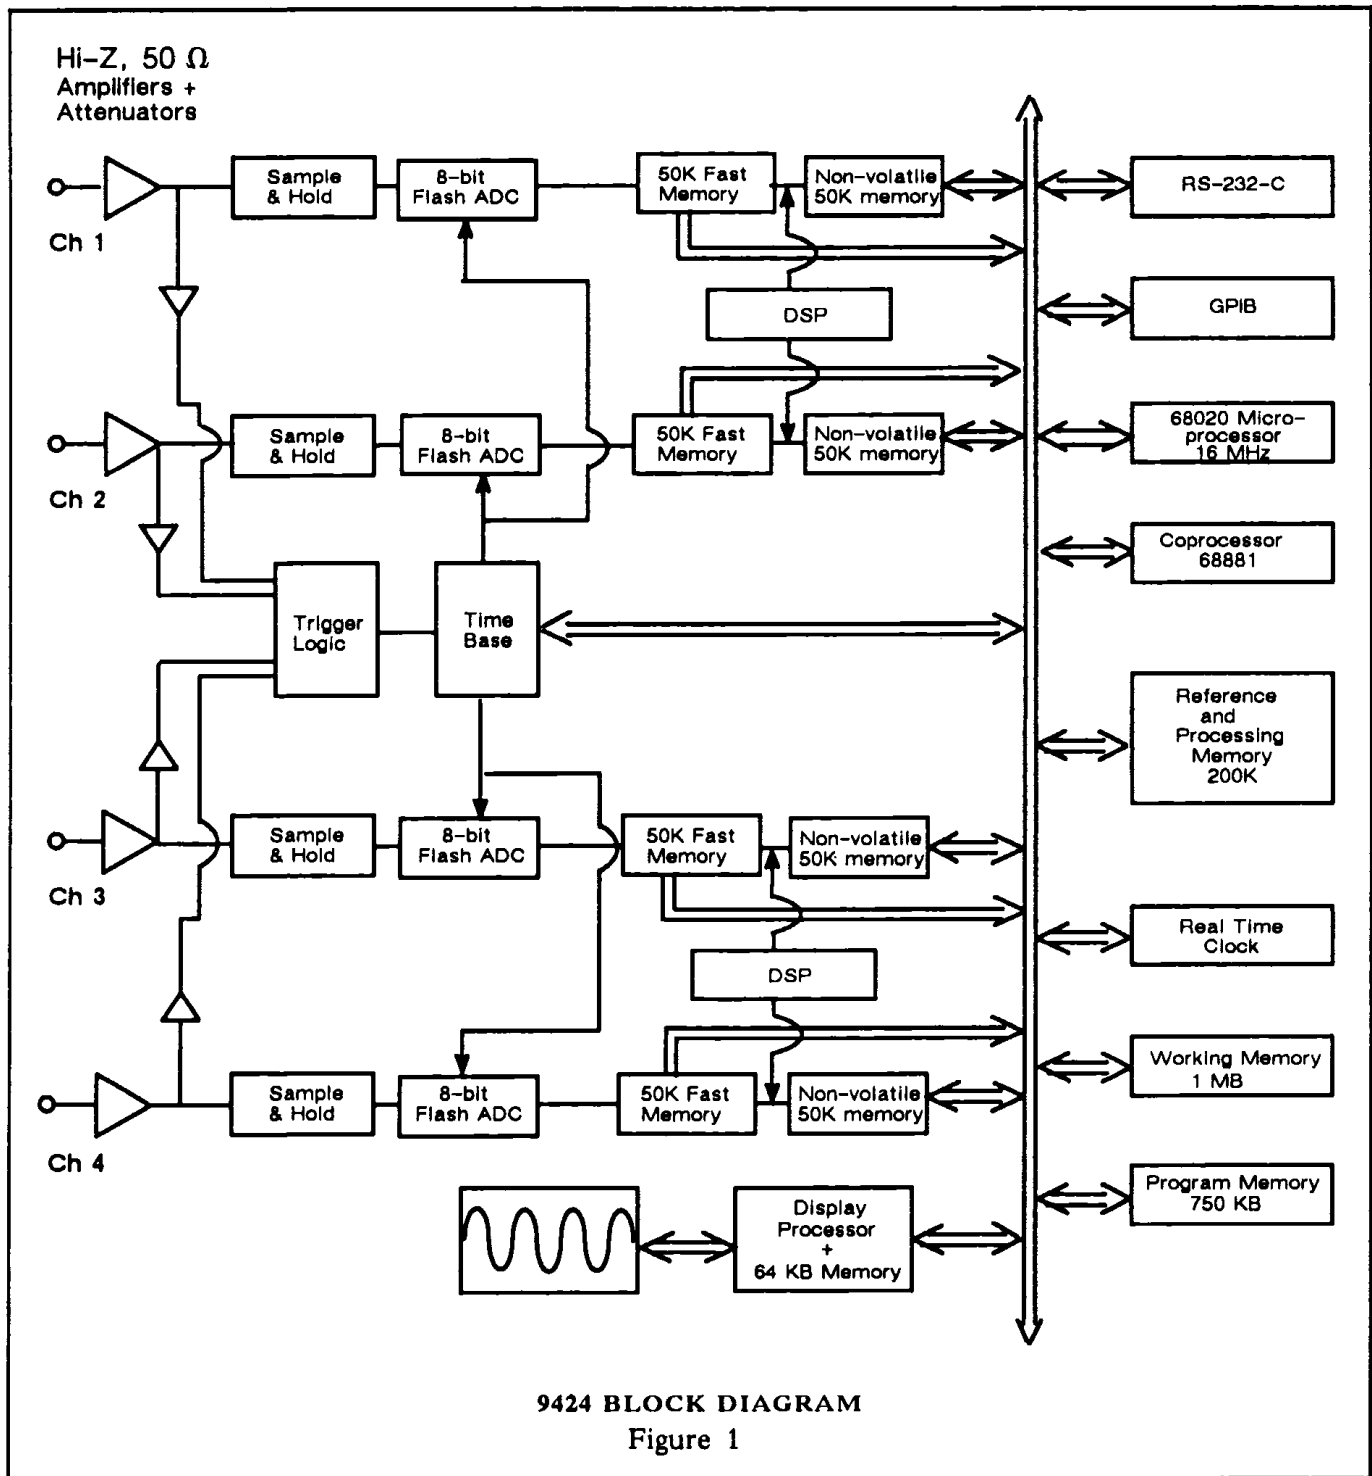 Hi-Z, 50 Ω
Amplifiers +
Attenuators
Ch 1
Sample
& Hold
8-bit
Flash ADC
50K Fast
Memory
Non-volatile
50K memory
RS-232-C
DSP
GPIB
Ch 2
Sample
& Hold
8-bit
Flash ADC
50K Fast
Memory
Non-volatile
50K memory
68020 Micro-
processor
16 MHz
Coprocessor
68881
Trigger
Logic
Time
Base
Reference
and
Processing
Memory
200K
Ch 3
Sample
& Hold
8-bit
Flash ADC
50K Fast
Memory
Non-volatile
50K memory
Real Time
Clock
DSP
Working Memory
1 MB
Ch 4
Sample
& Hold
8-bit
Flash ADC
50K Fast
Memory
Non-volatile
50K memory
Program Memory
750 KB
Display
Processor
+
64 KB Memory
9424 BLOCK DIAGRAM
Figure 1